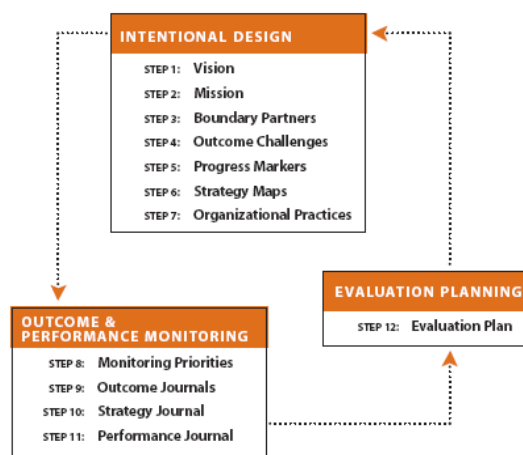 INTENTIONAL DESIGN
STEP 1: Vision
STEP 2: Mission
STEP 3: Boundary Partners
STEP 4: Outcome Challenges
STEP 5: Progress Markers
STEP 6: Strategy Maps
STEP 7: Organizational Practices
EVALUATION PLANNING
STEP 12: Evaluation Plan
OUTCOME &
PERFORMANCE MONITORING
STEP 8: Monitoring Priorities
STEP 9: Outcome Journals
STEP 10: Strategy Journal
STEP 11: Performance Journal